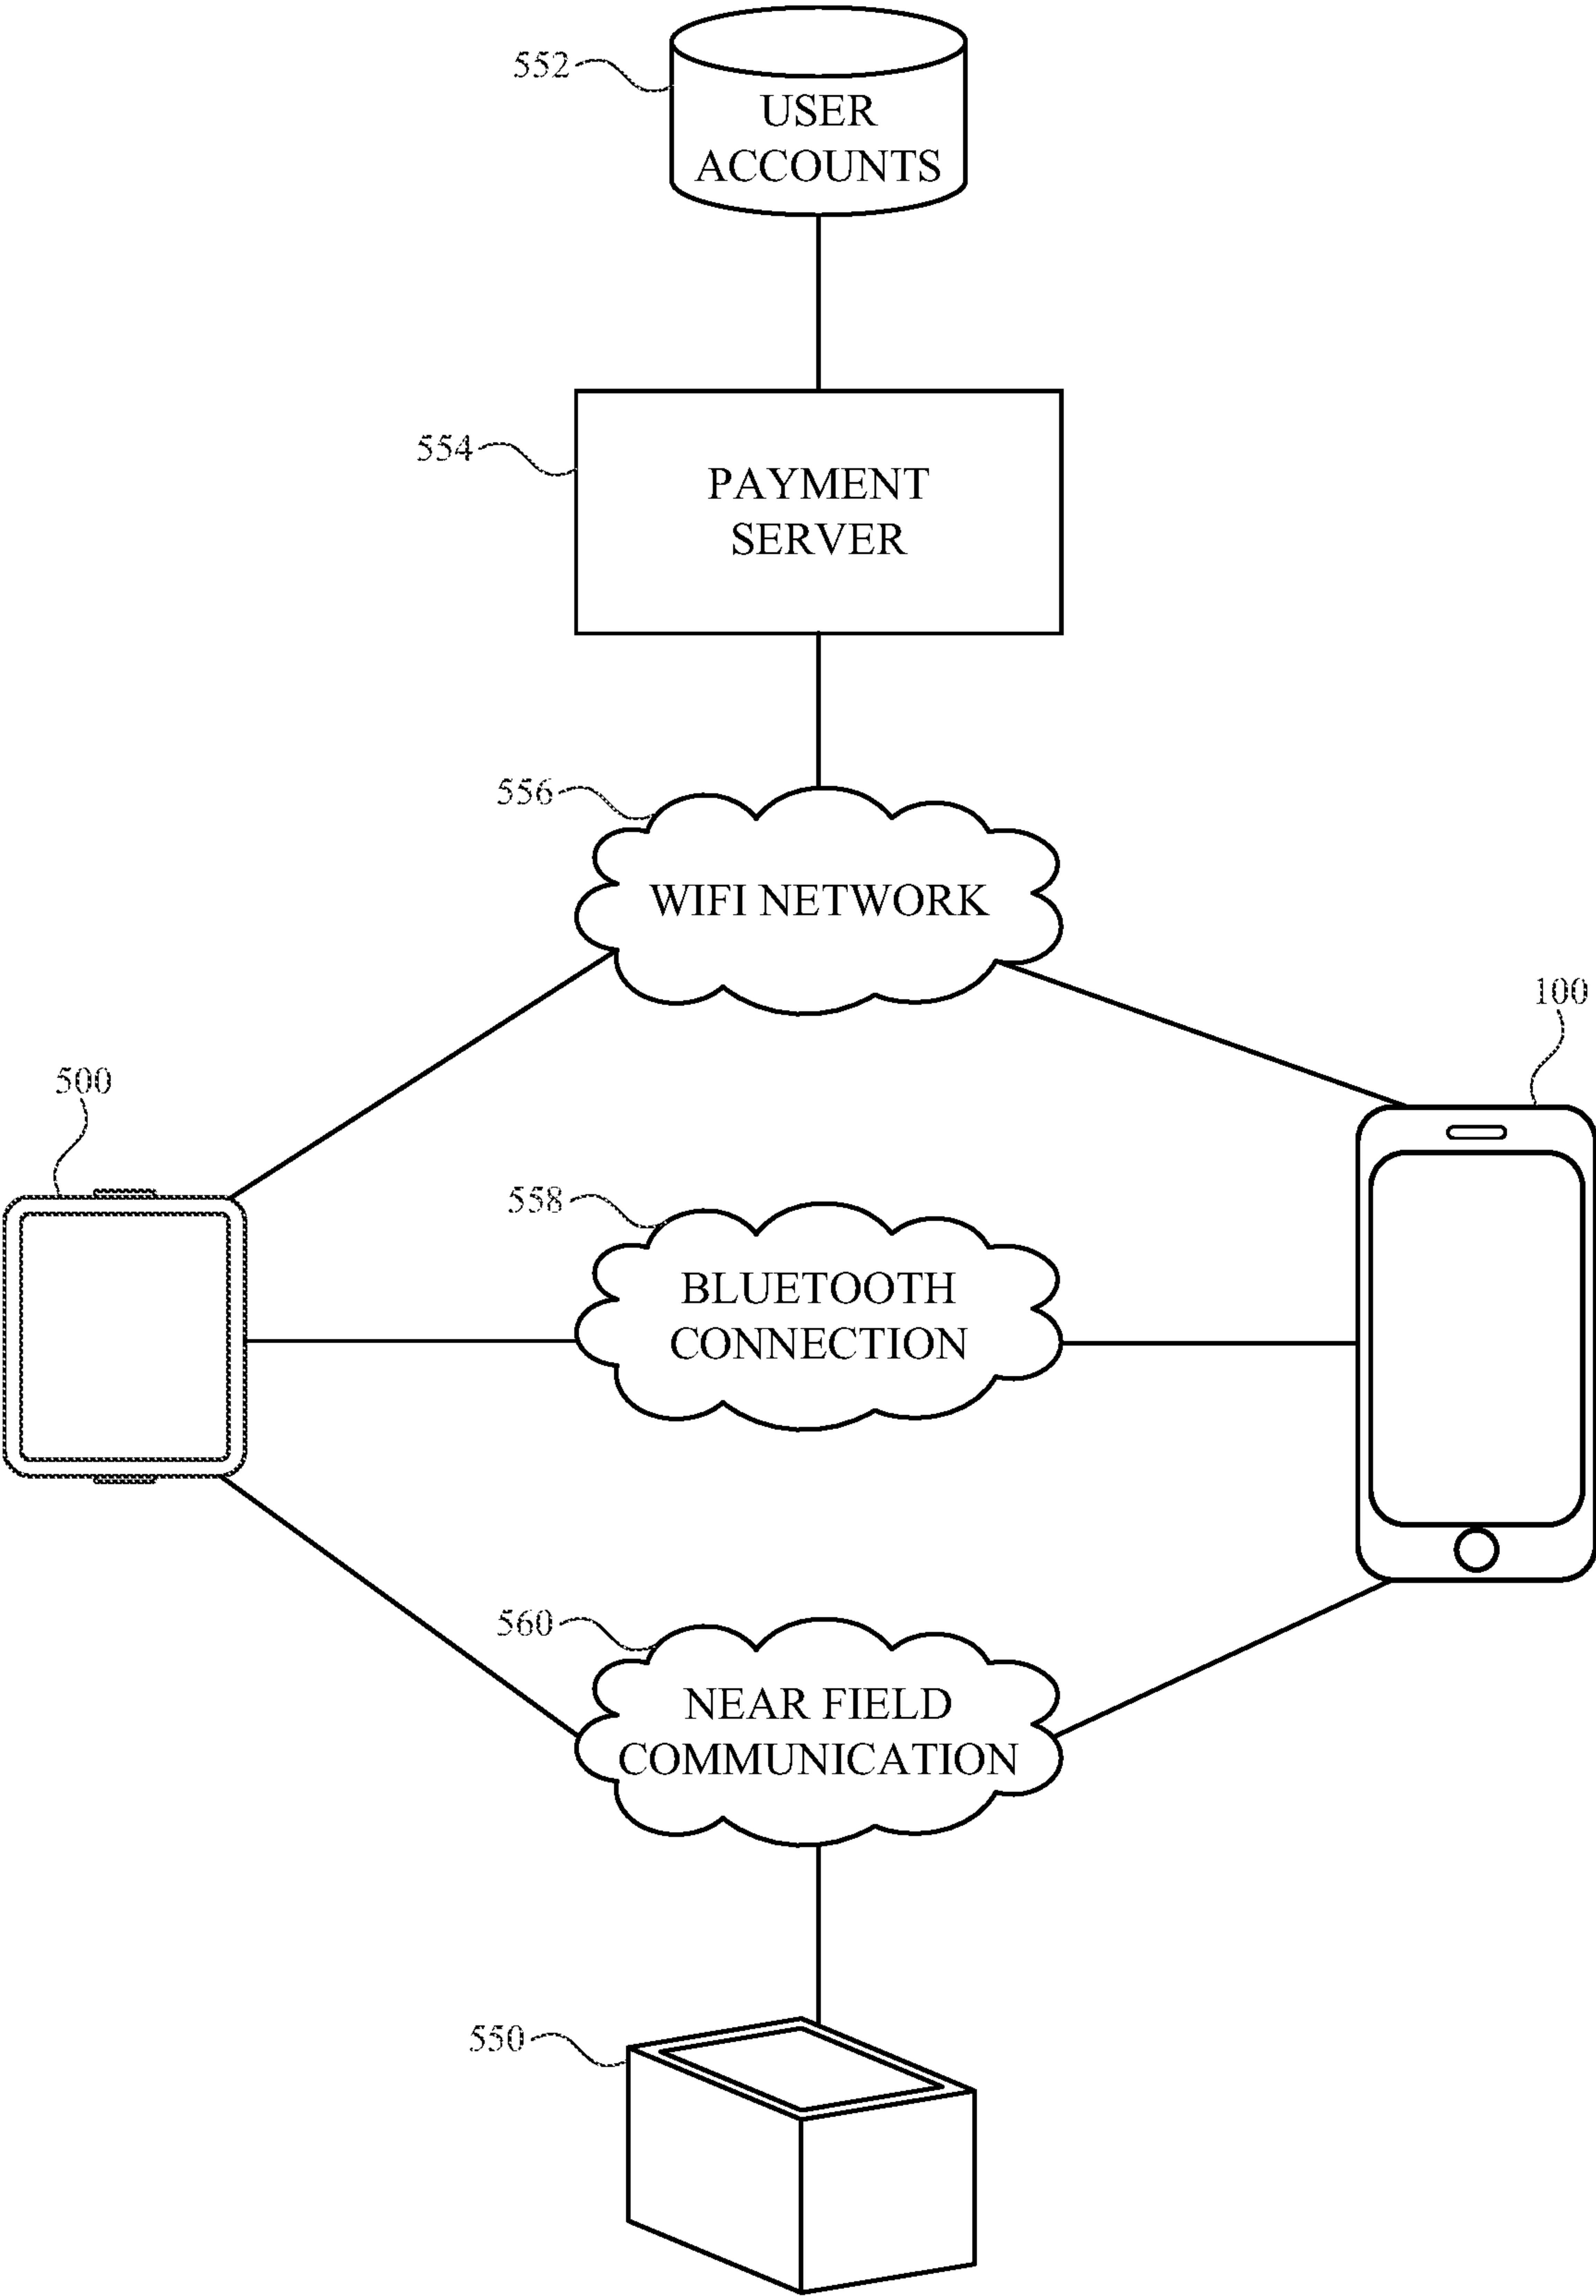 552
USER
ACCOUNTS
554
PAYMENT
SERVER
556
WIFI NETWORK
100
500
558
BLUETOOTH
CONNECTION
560
NEAR FIELD
COMMUNICATION
550